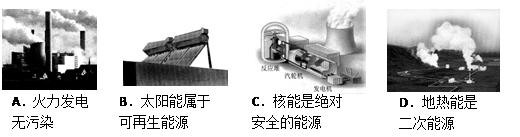 反应堆
汽轮机
发电机
A. 火力发电
无污染
B. 太阳能属于
可再生能源
C. 核能是绝对
安全的能源
D. 地热能是
二次能源